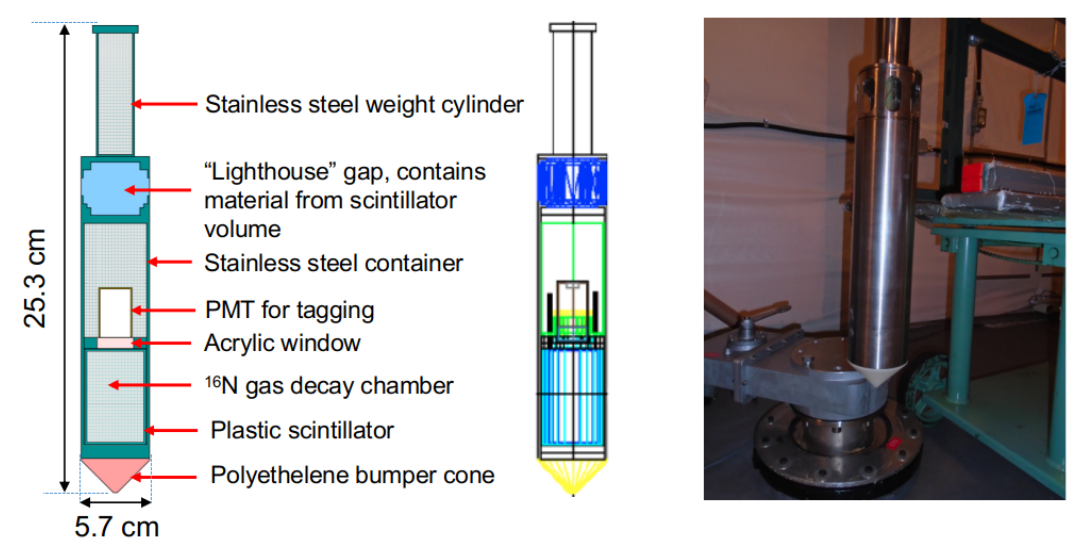 Stainless steel weight cylinder
“Lighthouse” gap, contains
material from scintillator
volume
Stainless steel container
PMT for tagging
Acrylic window
¹⁶N gas decay chamber
Plastic scintillator
Polyethelene bumper cone
25.3 cm
5.7 cm